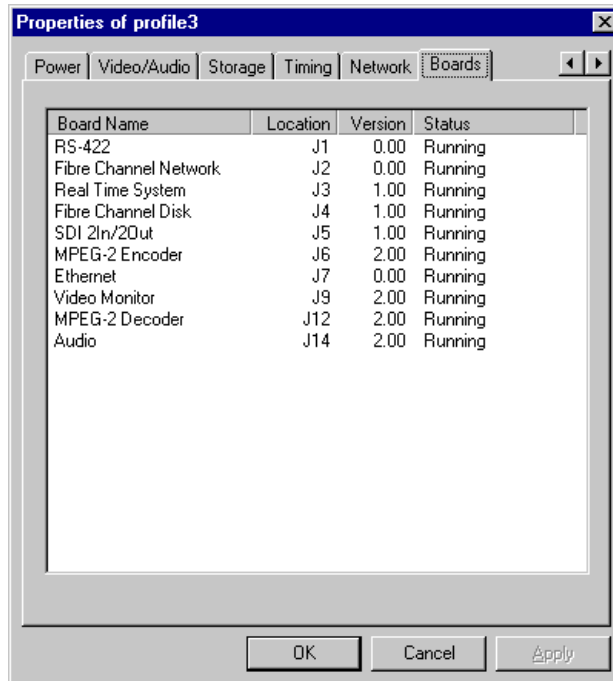 Properties of profile3
Power Video/Audio Storage Timing Network Boards
Board Name Location Version Status
RS-422 J1 0.00 Running
Fibre Channel Network J2 0.00 Running
Real Time System J3 1.00 Running
Fibre Channel Disk J4 1.00 Running
SDI 2In/2Out J5 1.00 Running
MPEG-2 Encoder J6 2.00 Running
Ethernet J7 0.00 Running
Video Monitor J9 2.00 Running
MPEG-2 Decoder J12 2.00 Running
Audio J14 2.00 Running
OK Cancel Apply